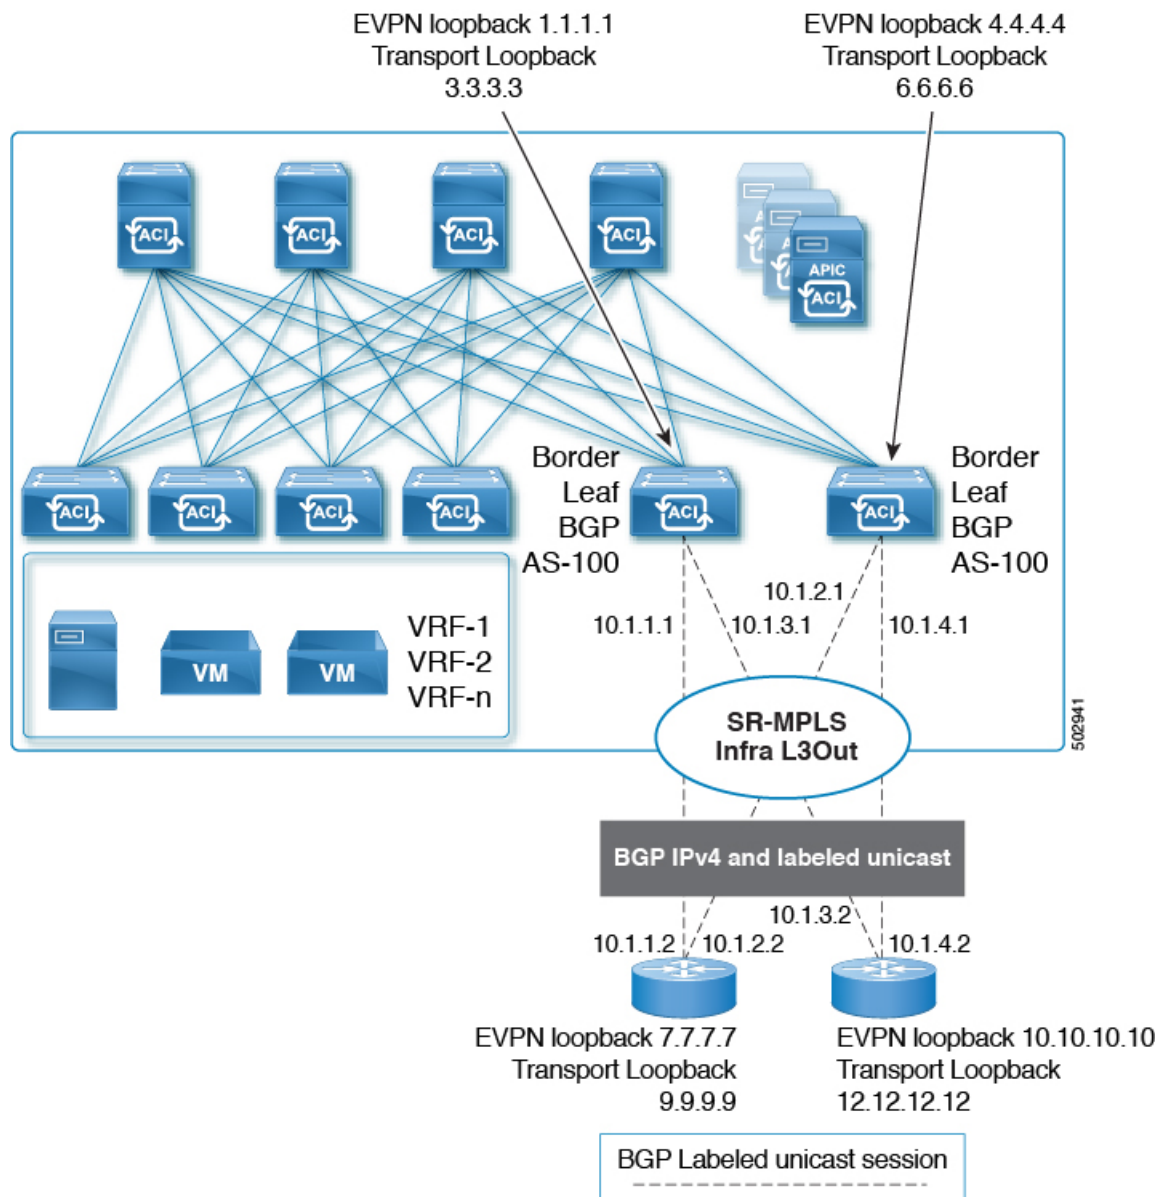 EVPN loopback 1.1.1.1
Transport Loopback
3.3.3.3
EVPN loopback 4.4.4.4
Transport Loopback
6.6.6.6
ACI
ACI
ACI
ACI
A
A
APIC
ACI
ACI
ACI
ACI
ACI
Border
Leaf
BGP
AS-100
ACI
ACI
Border
Leaf
BGP
AS-100
VM
VM
VRF-1
VRF-2
VRF-n
10.1.1.1
10.1.3.1
10.1.2.1
10.1.4.1
SR-MPLS
Infra L3Out
502941
BGP IPv4 and labeled unicast
10.1.1.2
10.1.2.2
10.1.3.2
10.1.4.2
EVPN loopback 7.7.7.7
Transport Loopback
9.9.9.9
EVPN loopback 10.10.10.10
Transport Loopback
12.12.12.12
BGP Labeled unicast session